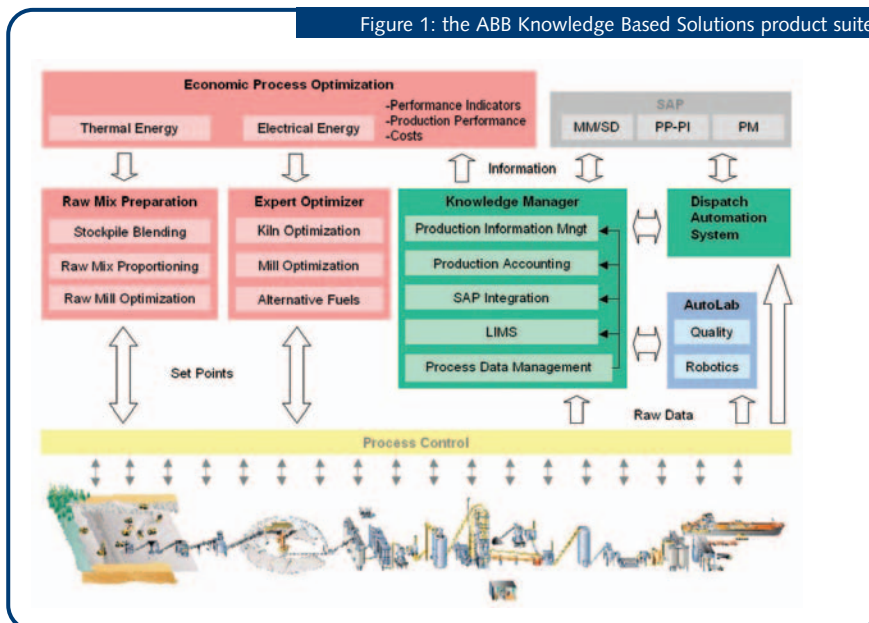 Figure 1: the ABB Knowledge Based Solutions product suite
Economic Process Optimization
Thermal Energy
Electrical Energy
-Performance Indicators
-Production Performance
-Costs
SAP
MM/SD
PP-PI
PM
Information
Raw Mix Preparation
Stockpile Blending
Raw Mix Proportioning
Raw Mill Optimization
Expert Optimizer
Kiln Optimization
Mill Optimization
Alternative Fuels
Knowledge Manager
Production Information Mngt
Production Accounting
SAP Integration
LIMS
Process Data Management
Dispatch
Automation
System
AutoLab
Quality
Robotics
Set Points
Raw Data
Process Control